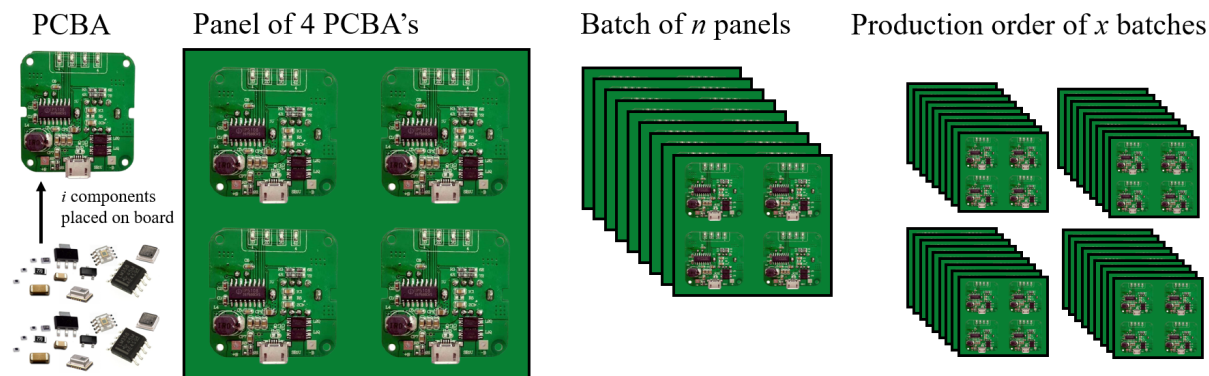 PCBA
Panel of 4 PCBA's
Batch of n panels
Production order of x batches
i components
placed on board